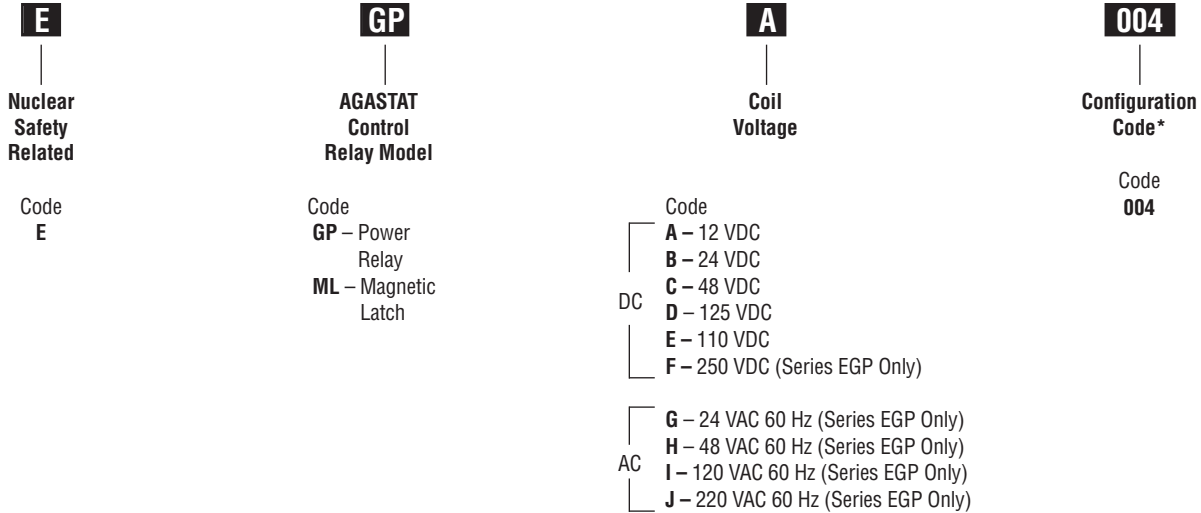 E
GP
A
004
Nuclear
Safety
Related
AGASTAT
Control
Relay Model
Coil
Voltage
Configuration
Code*
Code
E
Code
GP – Power
Relay
ML – Magnetic
Latch
Code
DC
A – 12 VDC
B – 24 VDC
C – 48 VDC
D – 125 VDC
E – 110 VDC
F – 250 VDC (Series EGP Only)
AC
G – 24 VAC 60 Hz (Series EGP Only)
H – 48 VAC 60 Hz (Series EGP Only)
I – 120 VAC 60 Hz (Series EGP Only)
J – 220 VAC 60 Hz (Series EGP Only)
Code
004